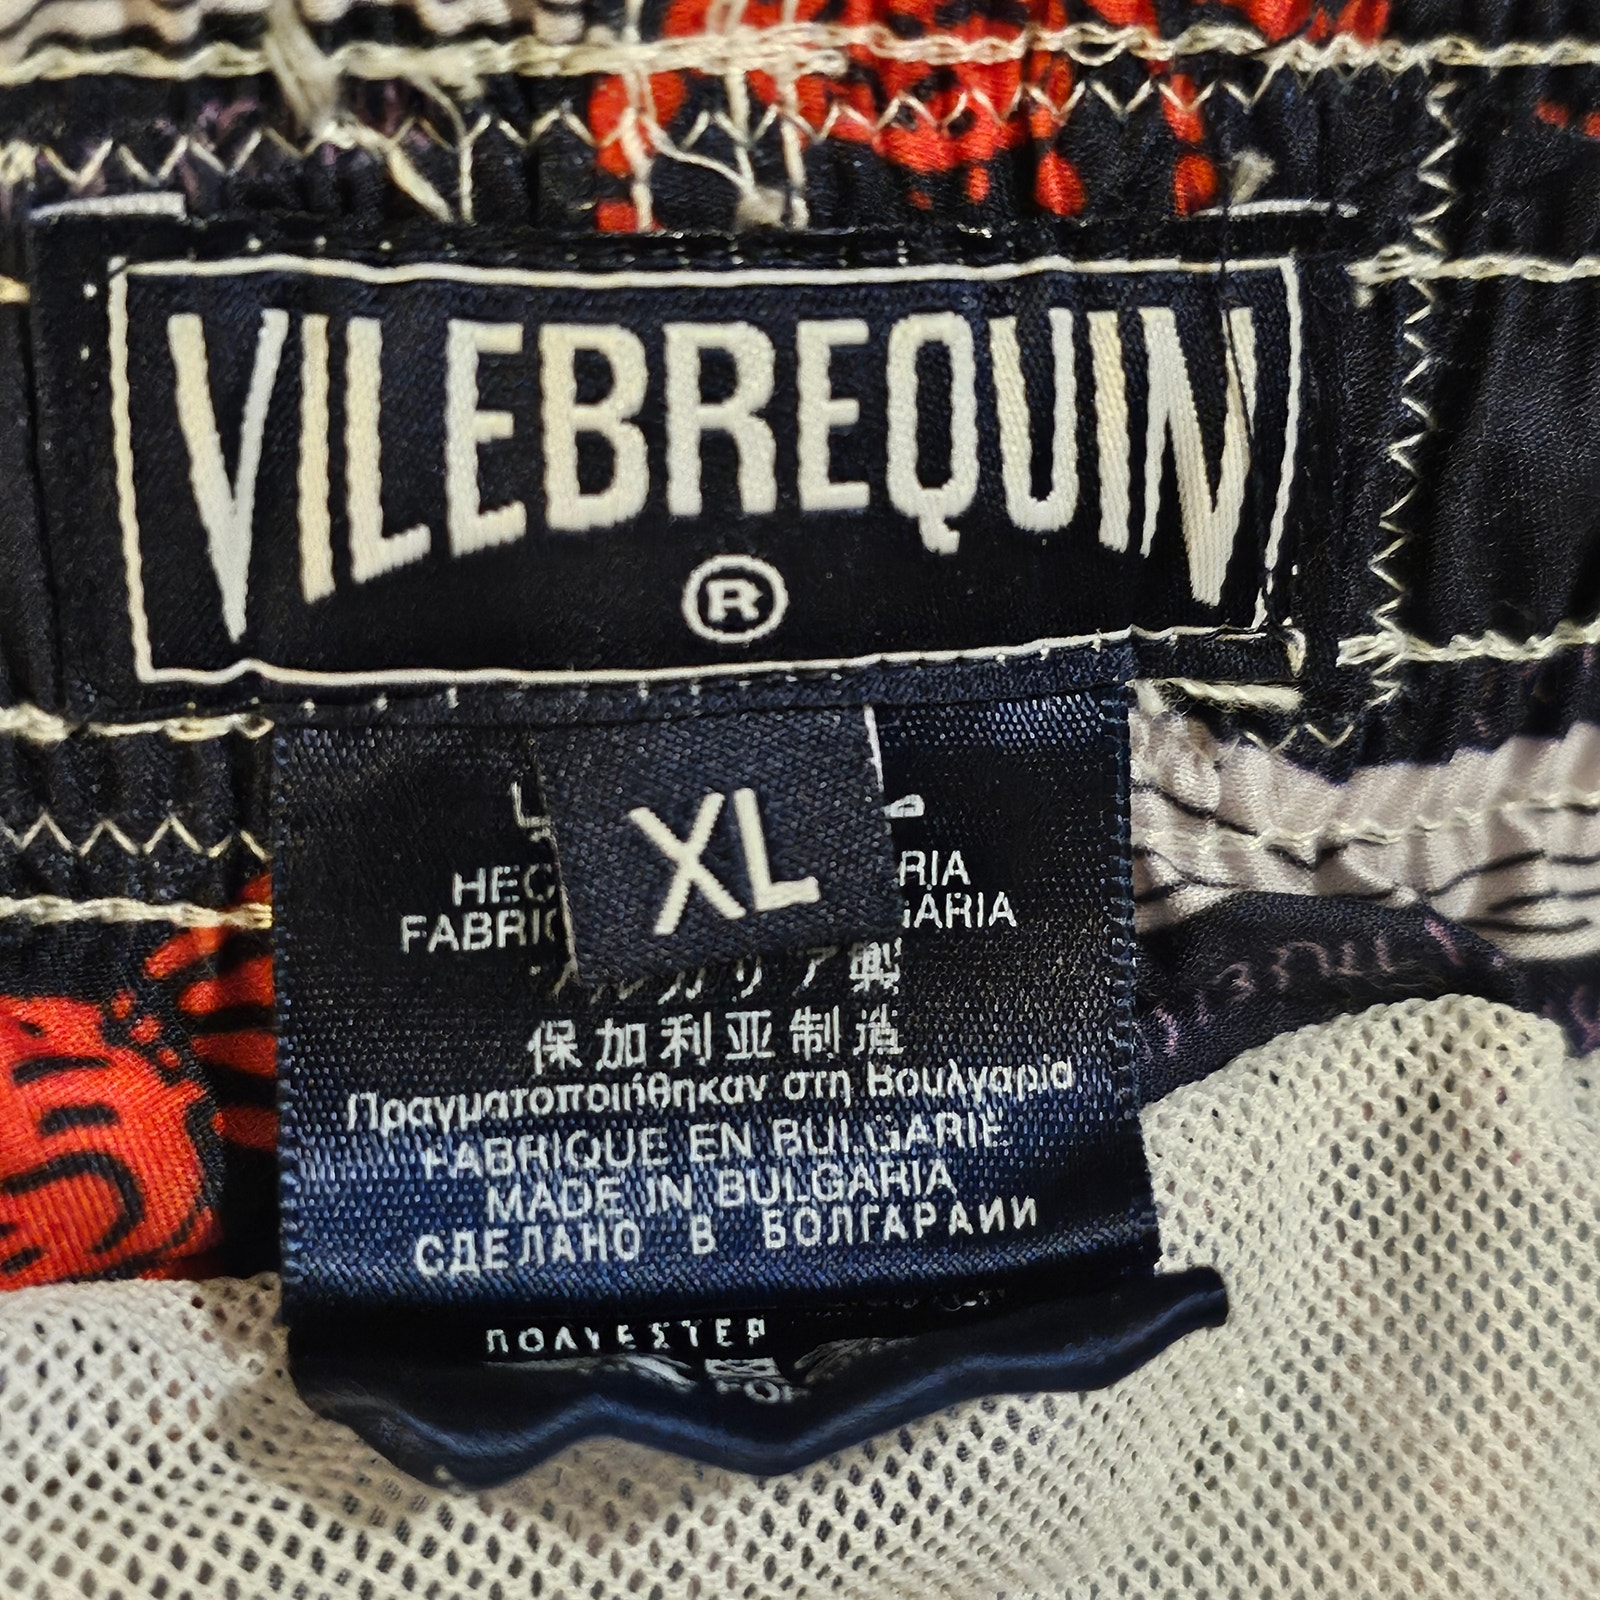 VILEBREQUIN
®
XL
保加利亚制造
Πραγματοποιήθηκαν στη Βουλγαρία
FABRIQUE EN BULGARIE
MADE IN BULGARIA
СДЕЛАНО В БОЛГАРАИИ
ΠΟΛΥΕΣΤΕΡ